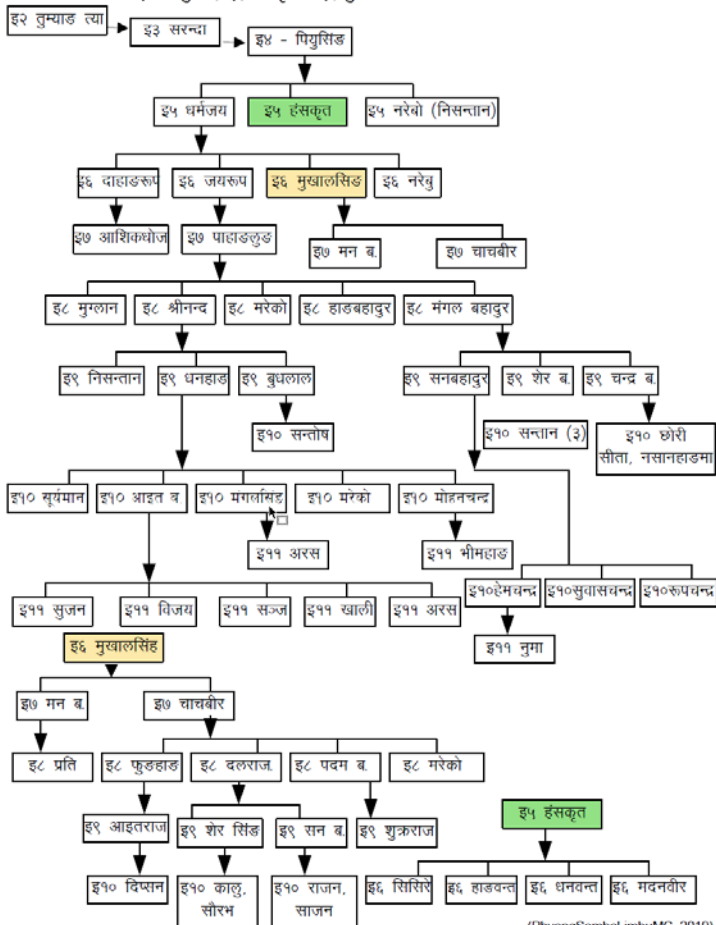 इ२ तुम्याङ त्या
इ३ सरन्दा
इ४ - पियुसिंङ
इ५ धर्मजय
इ५ हंसकृत
इ५ नरेबो (निसन्तान)
इ६ दाहाङरूप
इ६ जयरूप
इ६ मुखालसिङ
इ६ नरेबु
इ७ आशिकधोज
इ७ पाहाङलुङ
इ७ मन ब.
इ७ चाचबीर
इ८ मुग्लान
इ८ श्रीनन्द
इ८ मरेको
इ८ हाङबहादुर
इ८ मंगल बहादुर
इ९ निसन्तान
इ९ धनहाङ
इ९ बुधलाल
इ९ सनबहादुर
इ९ शेर ब.
इ९ चन्द्र ब.
इ१० सन्तोष
इ१० सन्तान (३)
इ१० छोरी
सीता, नसानहाङमा
इ१० सूर्यमान
इ१० आइत ब
इ१० मंगलसिङ
इ१० मरेको
इ१० मोहनचन्द्र
इ११ अरस
इ११ भीमहाङ
इ१०हेमचन्द्र
इ१०सुवासचन्द्र
इ१०रूपचन्द्र
इ११ सुजन
इ११ विजय
इ११ सञ्ज
इ११ खाली
इ११ अरस
इ११ नुमा
इ६ मुखालसिंह
इ७ मन ब.
इ७ चाचबीर
इ८ प्रति
इ८ फुङहाङ
इ८ दलराज.
इ८ पदम ब.
इ८ मरेको
इ९ आइतराज
इ९ शेर सिंङ
इ९ सन ब.
इ९ शुक्रराज
इ५ हंसकृत
इ१० दिप्सन
इ१० कालु,
सौरभ
इ१० राजन,
साजन
इ६ सिसिरे
इ६ हाङवन्त
इ६ धनवन्त
इ६ मदनवीर